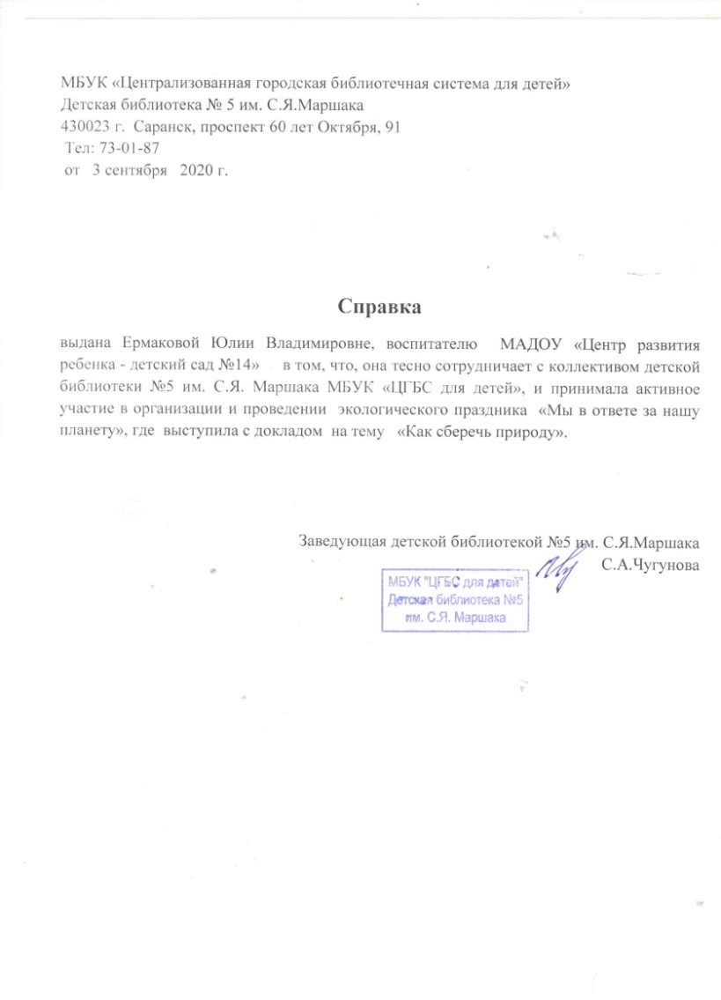 МБУК «Централизованная городская библиотечная система для детей»
Детская библиотека № 5 им. С.Я.Маршака
430023 г. Саранск, проспект 60 лет Октября, 91
Тел: 73-01-87
от 3 сентября 2020 г.
Справка
выдана Ермаковой Юлии Владимировне, воспитателю МАДОУ «Центр развития
ребенка - детский сад №14» в том, что, она тесно сотрудничает с коллективом детской
библиотеки №5 им. С.Я. Маршака МБУК «ЦГБС для детей», и принимала активное
участие в организации и проведении экологического праздника «Мы в ответе за нашу
планету», где выступила с докладом на тему «Как сберечь природу».
Заведующая детской библиотекой №5 им. С.Я.Маршака
С.А.Чугунова
МБУК "ЦГБС для детей"
Детская библиотека №5
им. С.Я. Маршака